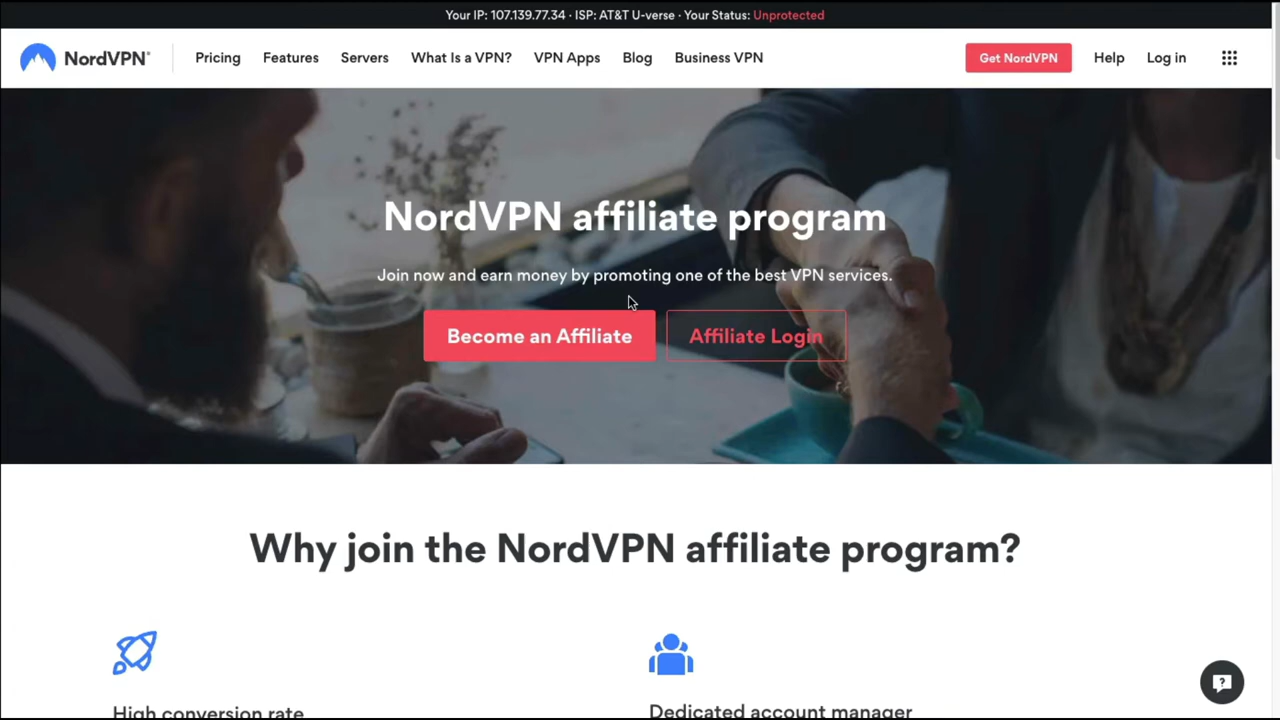 Your IP: 107.139.77.34 · ISP: AT&T U-verse · Your Status: Unprotected
NordVPN® Pricing Features Servers What Is a VPN? VPN Apps Blog Business VPN Get NordVPN Help Log in
NordVPN affiliate program
Join now and earn money by promoting one of the best VPN services.
Become an Affiliate Affiliate Login
Why join the NordVPN affiliate program?
High conversion rate Dedicated account manager